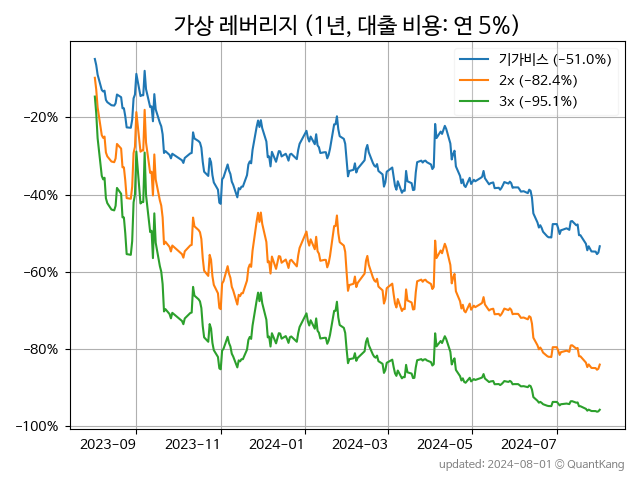 가상 레버리지 (1년, 대출 비용: 연 5%)
기가비스 (−51.0%)
2x (−82.4%)
3x (−95.1%)
−20%
−40%
−60%
−80%
−100%
2023-09 2023-11 2024-01 2024-03 2024-05 2024-07
updated: 2024-08-01 © QuantKang